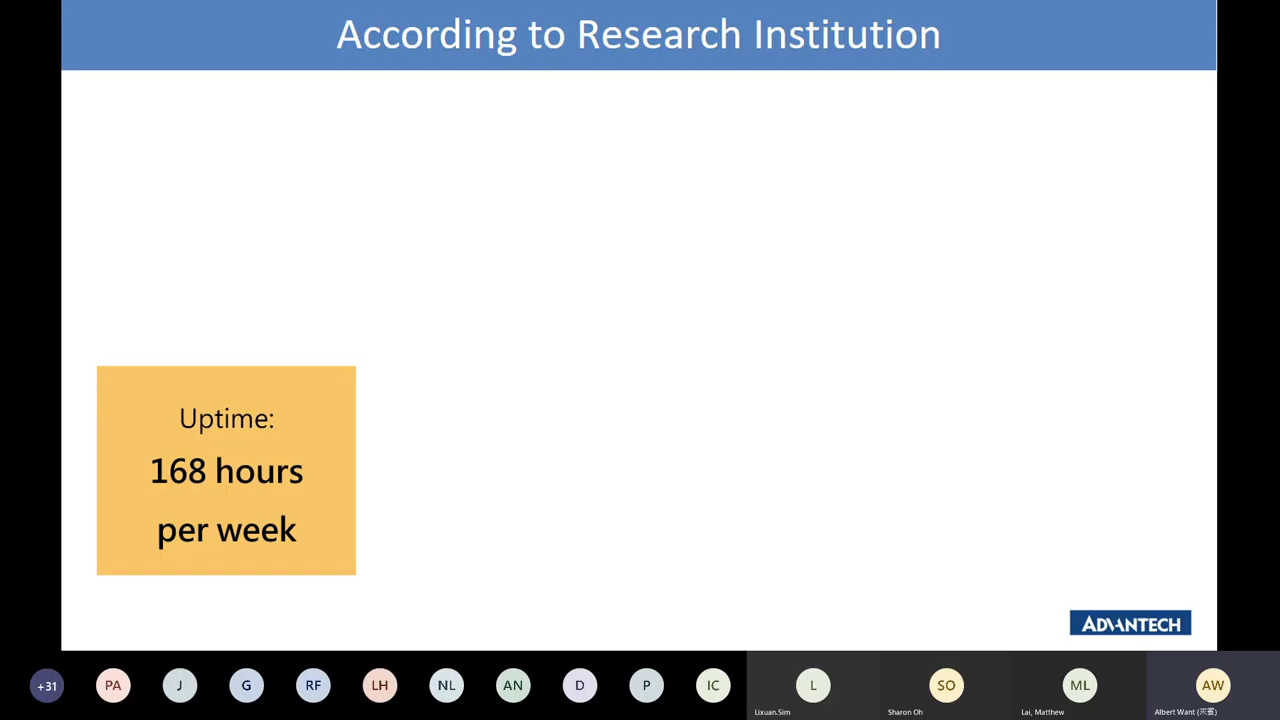 According to Research Institution
Uptime:
168 hours
per week
ADVANTECH
+31
PA
J
G
RF
LH
NL
AN
D
P
IC
L
SO
ML
AW
Lixuan.Sim
Sharon Oh
Lai, Matthew
Albert Want